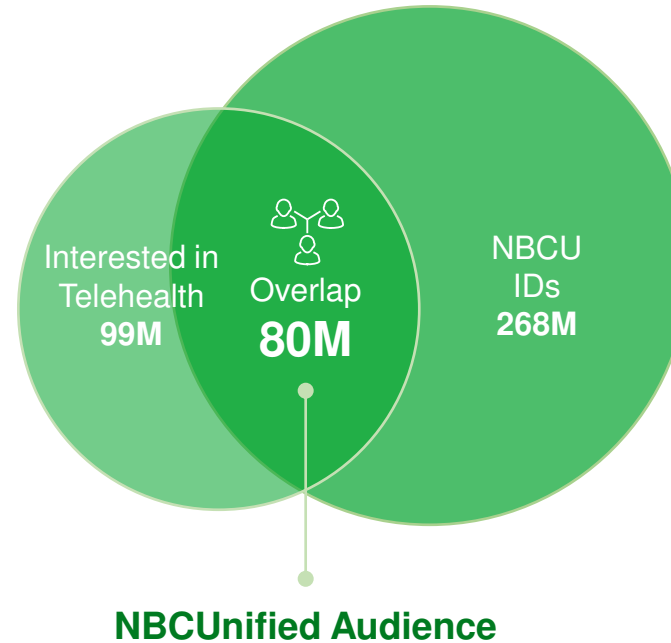 Interested in
Telehealth
99M
Overlap
80M
NBCU
IDs
268M
NBCUnified Audience